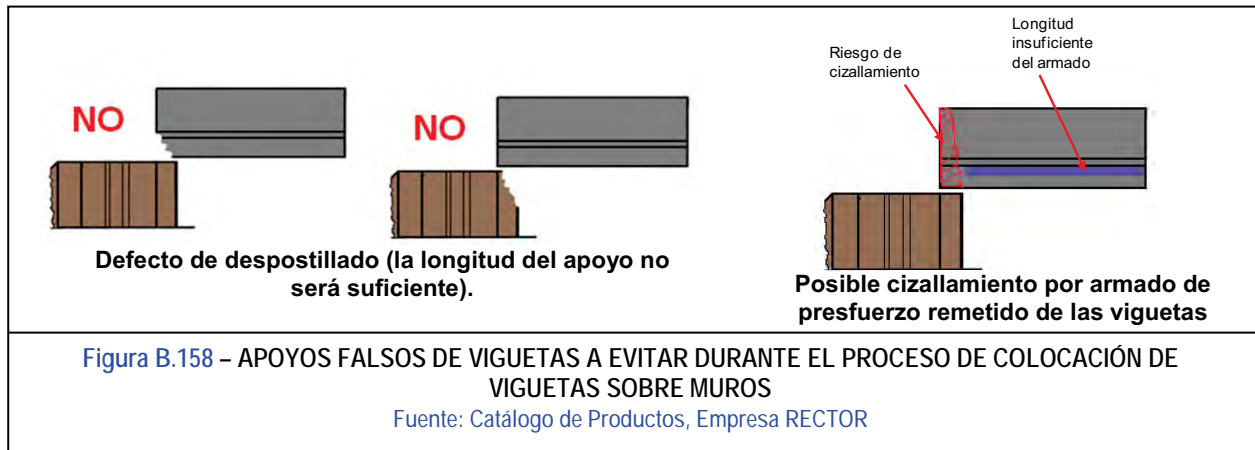 NO
NO
Riesgo de
cizallamiento
Longitud
insuficiente
del armado
Defecto de despostillado (la longitud del apoyo no
será suficiente).
Posible cizallamiento por armado de
presfuerzo remetido de las viguetas
Figura B.158 – APOYOS FALSOS DE VIGUETAS A EVITAR DURANTE EL PROCESO DE COLOCACIÓN DE
VIGUETAS SOBRE MUROS
Fuente: Catálogo de Productos, Empresa RECTOR